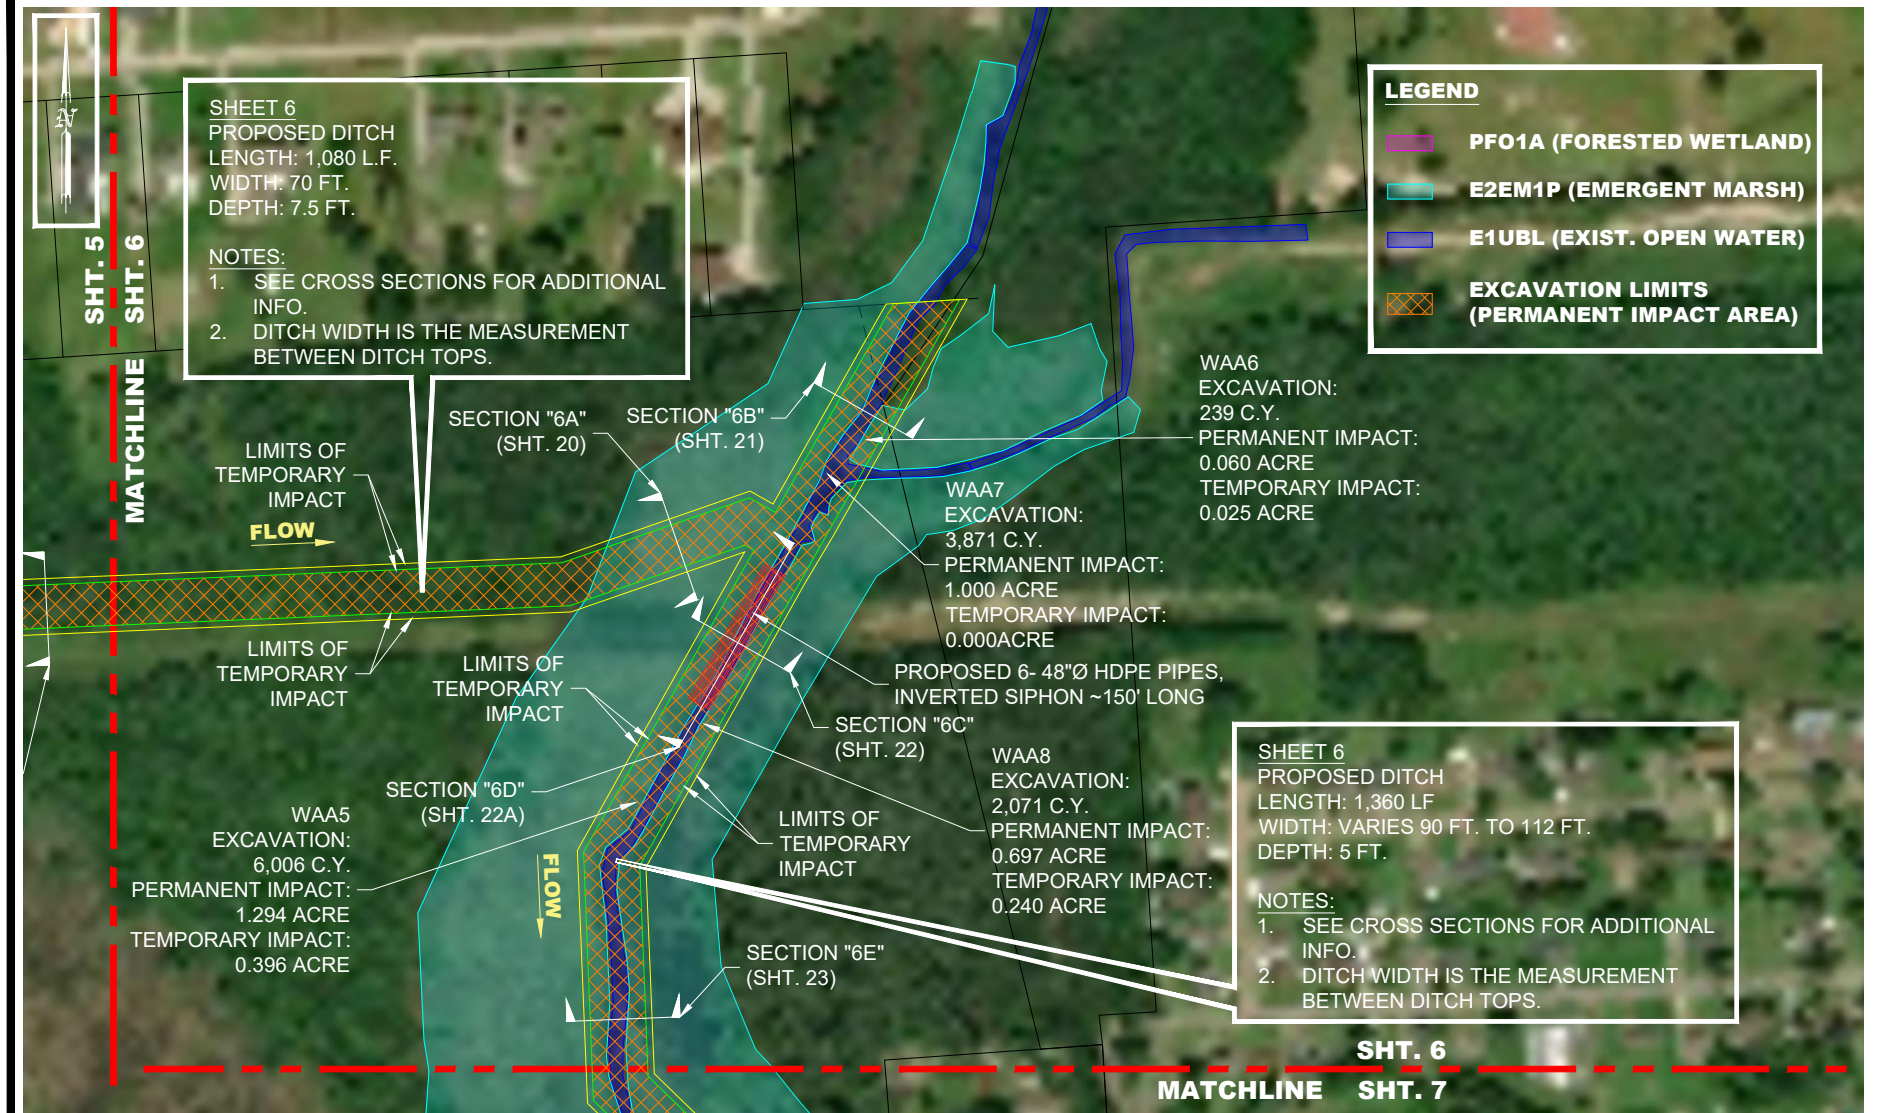 N
SHEET 6
PROPOSED DITCH
LENGTH: 1,080 L.F.
WIDTH: 70 FT.
DEPTH: 7.5 FT.
NOTES:
1. SEE CROSS SECTIONS FOR ADDITIONAL
INFO.
2. DITCH WIDTH IS THE MEASUREMENT
BETWEEN DITCH TOPS.
LEGEND
PFO1A (FORESTED WETLAND)
E2EM1P (EMERGENT MARSH)
E1UBL (EXIST. OPEN WATER)
EXCAVATION LIMITS
(PERMANENT IMPACT AREA)
SHT. 5
SHT. 6
MATCHLINE
LIMITS OF
TEMPORARY
IMPACT
FLOW
SECTION "6A"
(SHT. 20)
SECTION "6B"
(SHT. 21)
WAA6
EXCAVATION:
239 C.Y.
PERMANENT IMPACT:
0.060 ACRE
TEMPORARY IMPACT:
0.025 ACRE
WAA7
EXCAVATION:
3,871 C.Y.
PERMANENT IMPACT:
1.000 ACRE
TEMPORARY IMPACT:
0.000ACRE
PROPOSED 6- 48"Ø HDPE PIPES,
INVERTED SIPHON ~150' LONG
LIMITS OF
TEMPORARY
IMPACT
LIMITS OF
TEMPORARY
IMPACT
SECTION "6C"
(SHT. 22)
SECTION "6D"
(SHT. 22A)
WAA8
EXCAVATION:
2,071 C.Y.
PERMANENT IMPACT:
0.697 ACRE
TEMPORARY IMPACT:
0.240 ACRE
WAA5
EXCAVATION:
6,006 C.Y.
PERMANENT IMPACT:
1.294 ACRE
TEMPORARY IMPACT:
0.396 ACRE
LIMITS OF
TEMPORARY
IMPACT
FLOW
SECTION "6E"
(SHT. 23)
SHEET 6
PROPOSED DITCH
LENGTH: 1,360 LF
WIDTH: VARIES 90 FT. TO 112 FT.
DEPTH: 5 FT.
NOTES:
1. SEE CROSS SECTIONS FOR ADDITIONAL
INFO.
2. DITCH WIDTH IS THE MEASUREMENT
BETWEEN DITCH TOPS.
SHT. 6
MATCHLINE SHT. 7